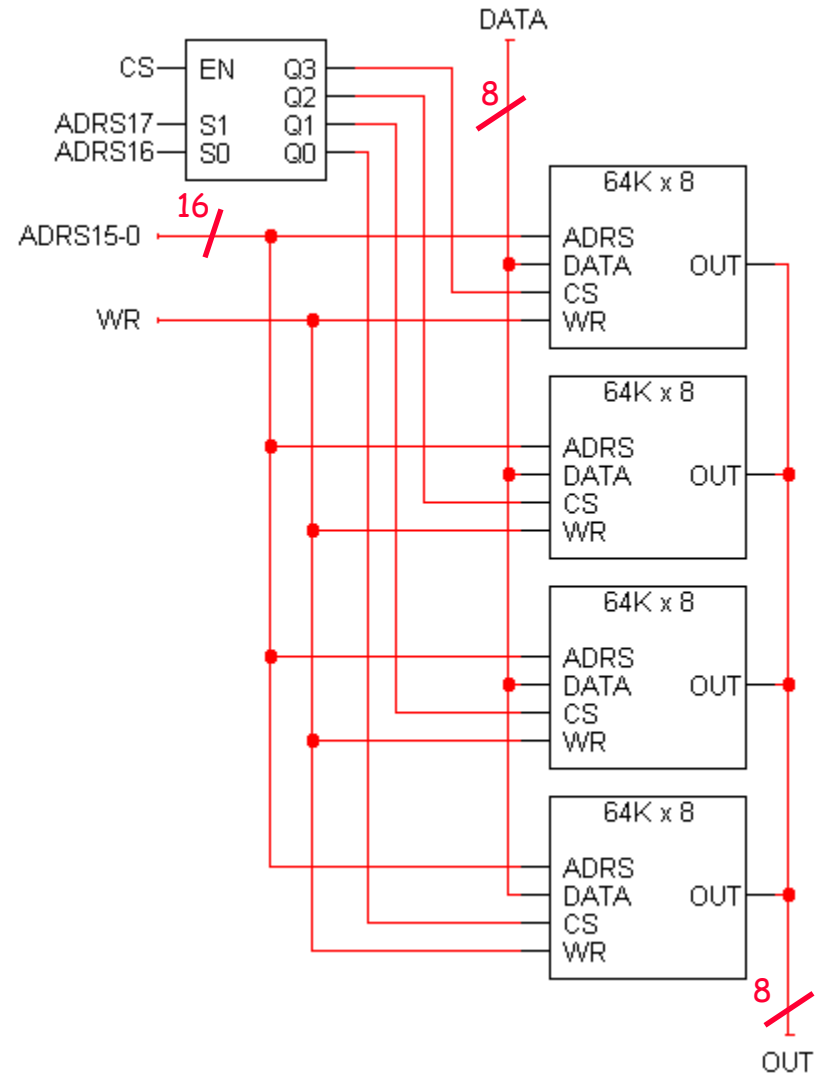 DATA
CS EN Q3
Q2
8
ADRS17 S1 Q1
ADRS16 S0 Q0
64K x 8
16
ADRS15-0 ADRS
DATA OUT
CS
WR WR
64K x 8
ADRS
DATA OUT
CS
WR
64K x 8
ADRS
DATA OUT
CS
WR
64K x 8
ADRS
DATA OUT
CS
WR
8
OUT